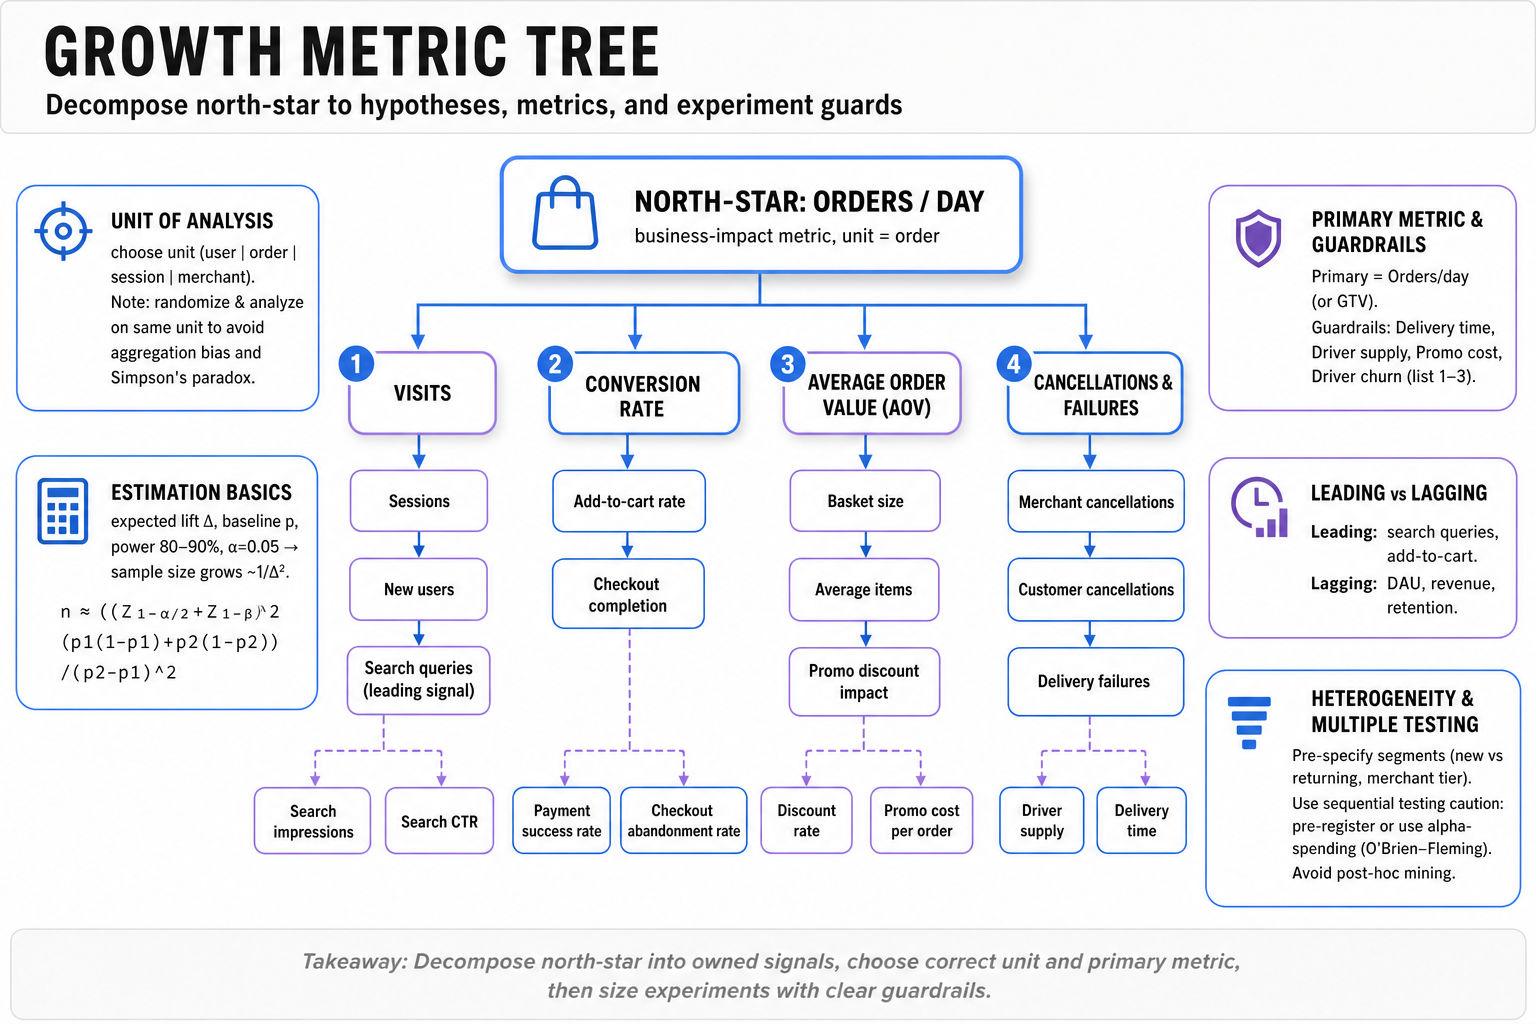 GROWTH METRIC TREE
Decompose north-star to hypotheses, metrics, and experiment guards
NORTH-STAR: ORDERS / DAY
business-impact metric, unit = order
UNIT OF ANALYSIS
choose unit (user | order |
session | merchant).
Note: randomize & analyze
on same unit to avoid
aggregation bias and
Simpson's paradox.
ESTIMATION BASICS
expected lift Δ, baseline p,
power 80–90%, α=0.05 →
sample size grows ~1/Δ².
n ≈ ((Z 1-α/2 + Z 1-β)^2
(p1(1-p1)+p2(1-p2))
/(p2-p1)^2
1
VISITS
Sessions
New users
Search queries
(leading signal)
Search
impressions
Search CTR
2
CONVERSION
RATE
Add-to-cart rate
Checkout
completion
Payment
success rate
Checkout
abandonment rate
3
AVERAGE ORDER
VALUE (AOV)
Basket size
Average items
Promo discount
impact
Discount
rate
Promo cost
per order
4
CANCELLATIONS &
FAILURES
Merchant cancellations
Customer cancellations
Delivery failures
Driver
supply
Delivery
time
PRIMARY METRIC &
GUARDRAILS
Primary = Orders/day
(or GTV).
Guardrails: Delivery time,
Driver supply, Promo cost,
Driver churn (list 1–3).
LEADING vs LAGGING
Leading: search queries,
add-to-cart.
Lagging: DAU, revenue,
retention.
HETEROGENEITY &
MULTIPLE TESTING
Pre-specify segments (new vs
returning, merchant tier).
Use sequential testing caution:
pre-register or use alpha-
spending (O'Brien–Fleming).
Avoid post-hoc mining.
Takeaway: Decompose north-star into owned signals, choose correct unit and primary metric,
then size experiments with clear guardrails.